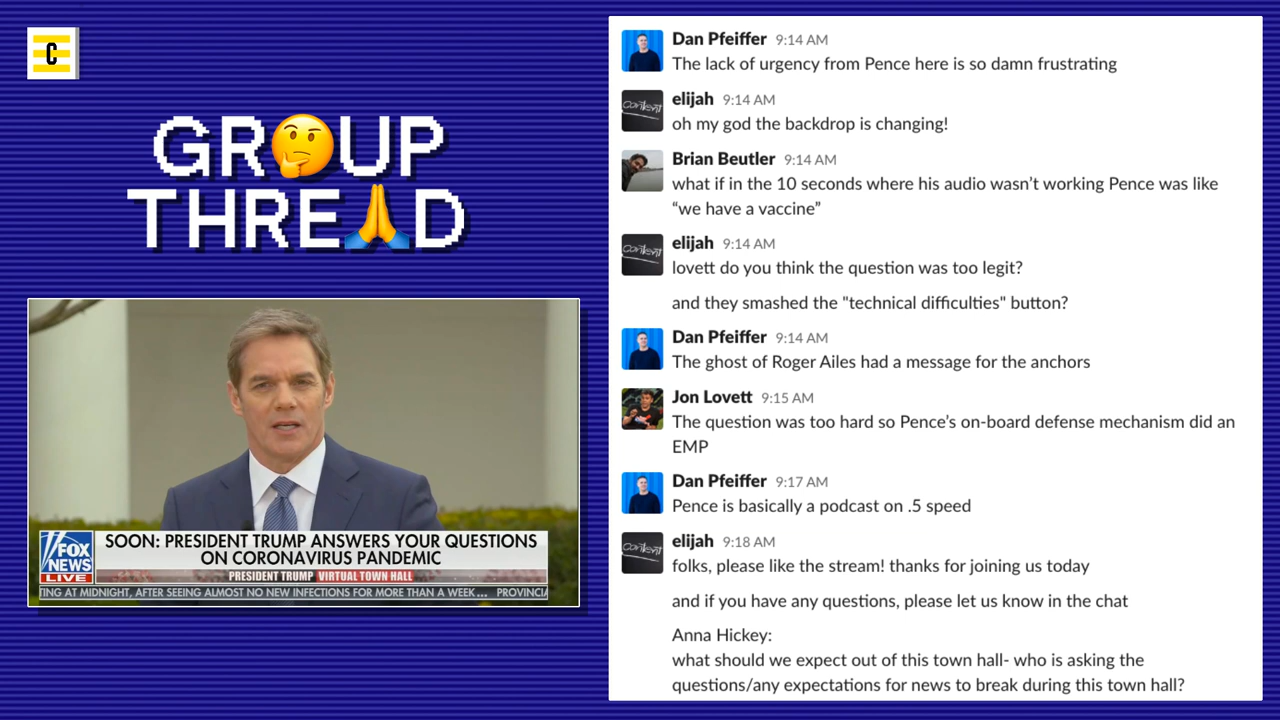 C
GR🤔UP
THRE🙏D
SOON: PRESIDENT TRUMP ANSWERS YOUR QUESTIONS
ON CORONAVIRUS PANDEMIC
FOX
NEWS
LIVE
PRESIDENT TRUMP VIRTUAL TOWN HALL
TING AT MIDNIGHT, AFTER SEEING ALMOST NO NEW INFECTIONS FOR MORE THAN A WEEK... PROVINCIA
Dan Pfeiffer 9:14 AM
The lack of urgency from Pence here is so damn frustrating
content
elijah 9:14 AM
oh my god the backdrop is changing!
Brian Beutler 9:14 AM
what if in the 10 seconds where his audio wasn’t working Pence was like
“we have a vaccine”
content
elijah 9:14 AM
lovett do you think the question was too legit?
and they smashed the "technical difficulties" button?
Dan Pfeiffer 9:14 AM
The ghost of Roger Ailes had a message for the anchors
Jon Lovett 9:15 AM
The question was too hard so Pence’s on-board defense mechanism did an
EMP
Dan Pfeiffer 9:17 AM
Pence is basically a podcast on .5 speed
content
elijah 9:18 AM
folks, please like the stream! thanks for joining us today
and if you have any questions, please let us know in the chat
Anna Hickey:
what should we expect out of this town hall- who is asking the
questions/any expectations for news to break during this town hall?